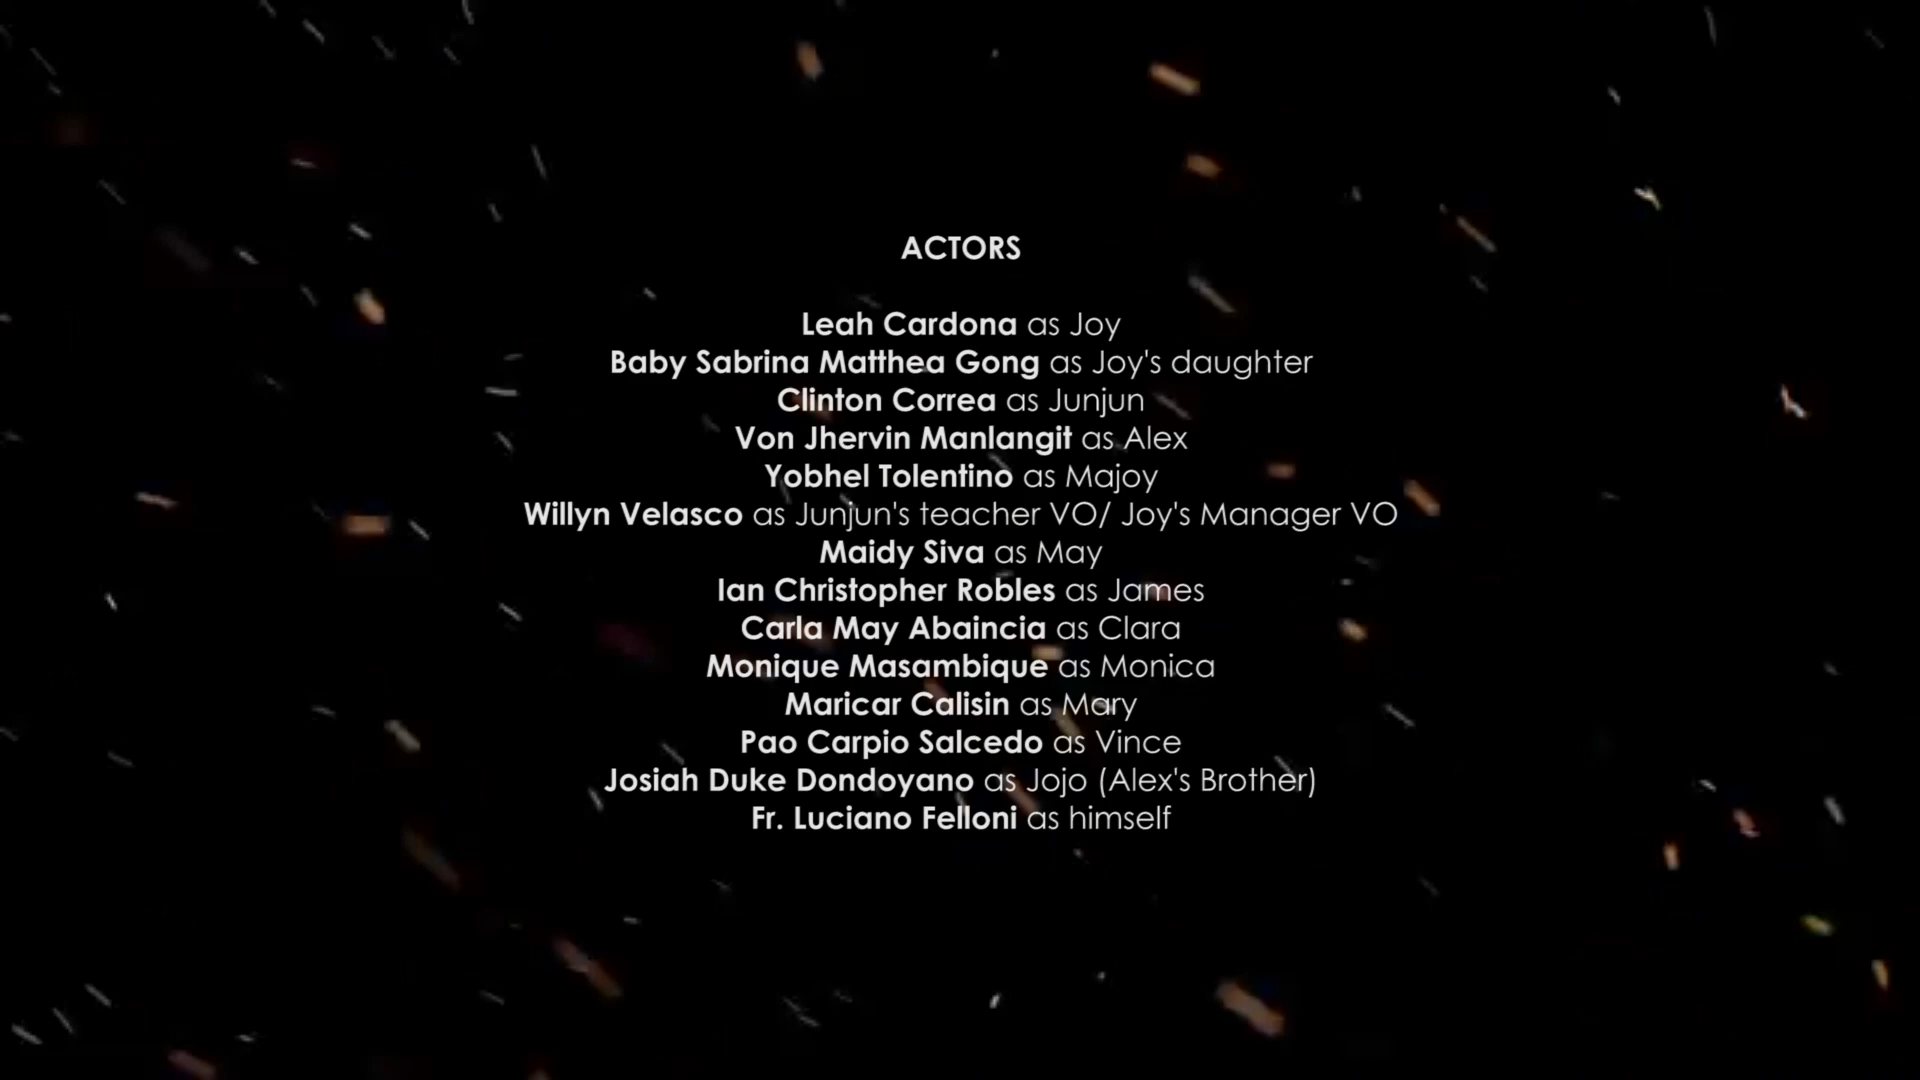 ACTORS
Leah Cardona as Joy
Baby Sabrina Matthea Gong as Joy's daughter
Clinton Correa as Junjun
Von Jhervin Manlangit as Alex
Yobhel Tolentino as Majoy
Willyn Velasco as Junjun's teacher VO/ Joy's Manager VO
Maidy Siva as May
Ian Christopher Robles as James
Carla May Abaincia as Clara
Monique Masambique as Monica
Maricar Calisin as Mary
Pao Carpio Salcedo as Vince
Josiah Duke Dondoyano as Jojo (Alex's Brother)
Fr. Luciano Felloni as himself